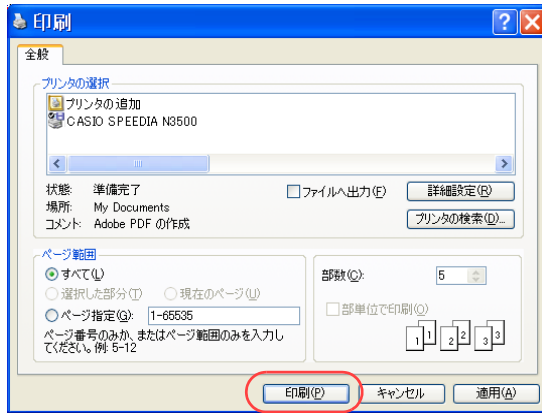 印刷
全般
プリンタの選択
プリンタの追加
CASIO SPEEDIA N3500
状態: 準備完了
場所: My Documents
コメント: Adobe PDF の作成
ファイルへ出力(F)
詳細設定(R)
プリンタの検索(D)...
ページ範囲
すべて(L)
選択した部分(T) 現在のページ(U)
ページ指定(G): 1-65535
ページ番号のみか、またはページ範囲のみを入力し
てください。例: 5-12
部数(C): 5
部単位で印刷(O)
1 1 2 2 3 3
印刷(P) キャンセル 適用(A)